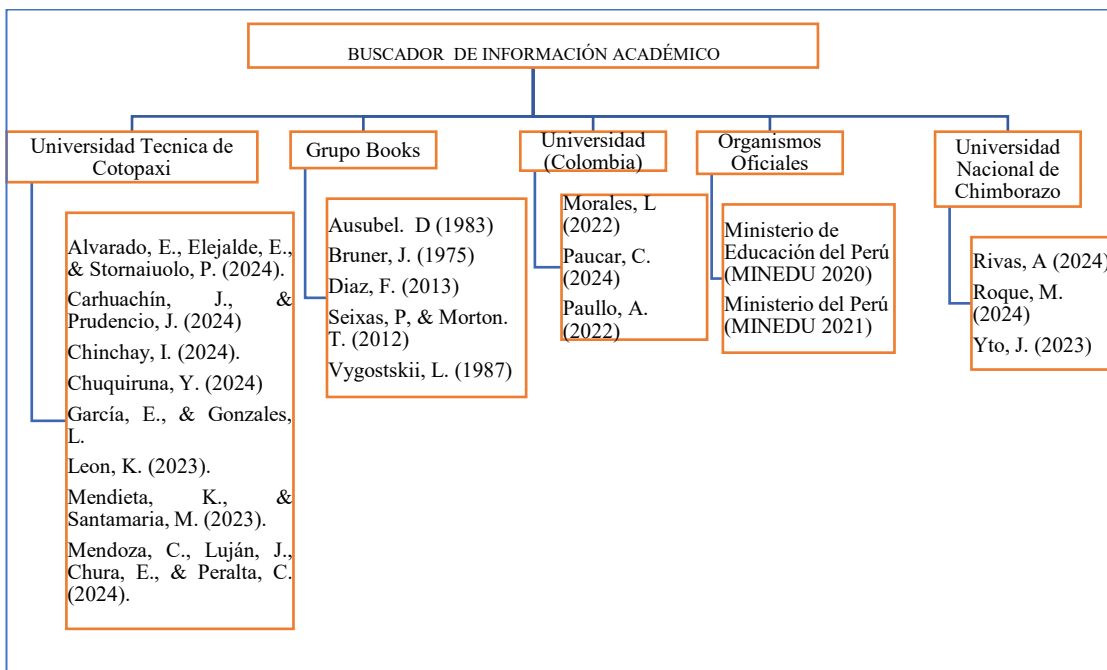 BUSCADOR DE INFORMACIÓN ACADÉMICO
Universidad Tecnica de
Cotopaxi
Alvarado, E., Elejalde, E.,
& Stornaiuolo, P. (2024).
Carhuachín, J., &
Prudencio, J. (2024)
Chinchay, I. (2024).
Chuquiruna, Y. (2024)
García, E., & Gonzales,
L.
Leon, K. (2023).
Mendieta, K., &
Santamaria, M. (2023).
Mendoza, C., Luján, J.,
Chura, E., & Peralta, C.
(2024).
Grupo Books
Ausubel. D (1983)
Bruner, J. (1975)
Diaz, F. (2013)
Seixas, P, & Morton.
T. (2012)
Vygostskii, L. (1987)
Universidad
(Colombia)
Morales, L
(2022)
Paucar, C.
(2024)
Paullo, A.
(2022)
Organismos
Oficiales
Ministerio de
Educación del Perú
(MINEDU 2020)
Ministerio del Perú
(MINEDU 2021)
Universidad
Nacional de
Chimborazo
Rivas, A (2024)
Roque, M.
(2024)
Yto, J. (2023)